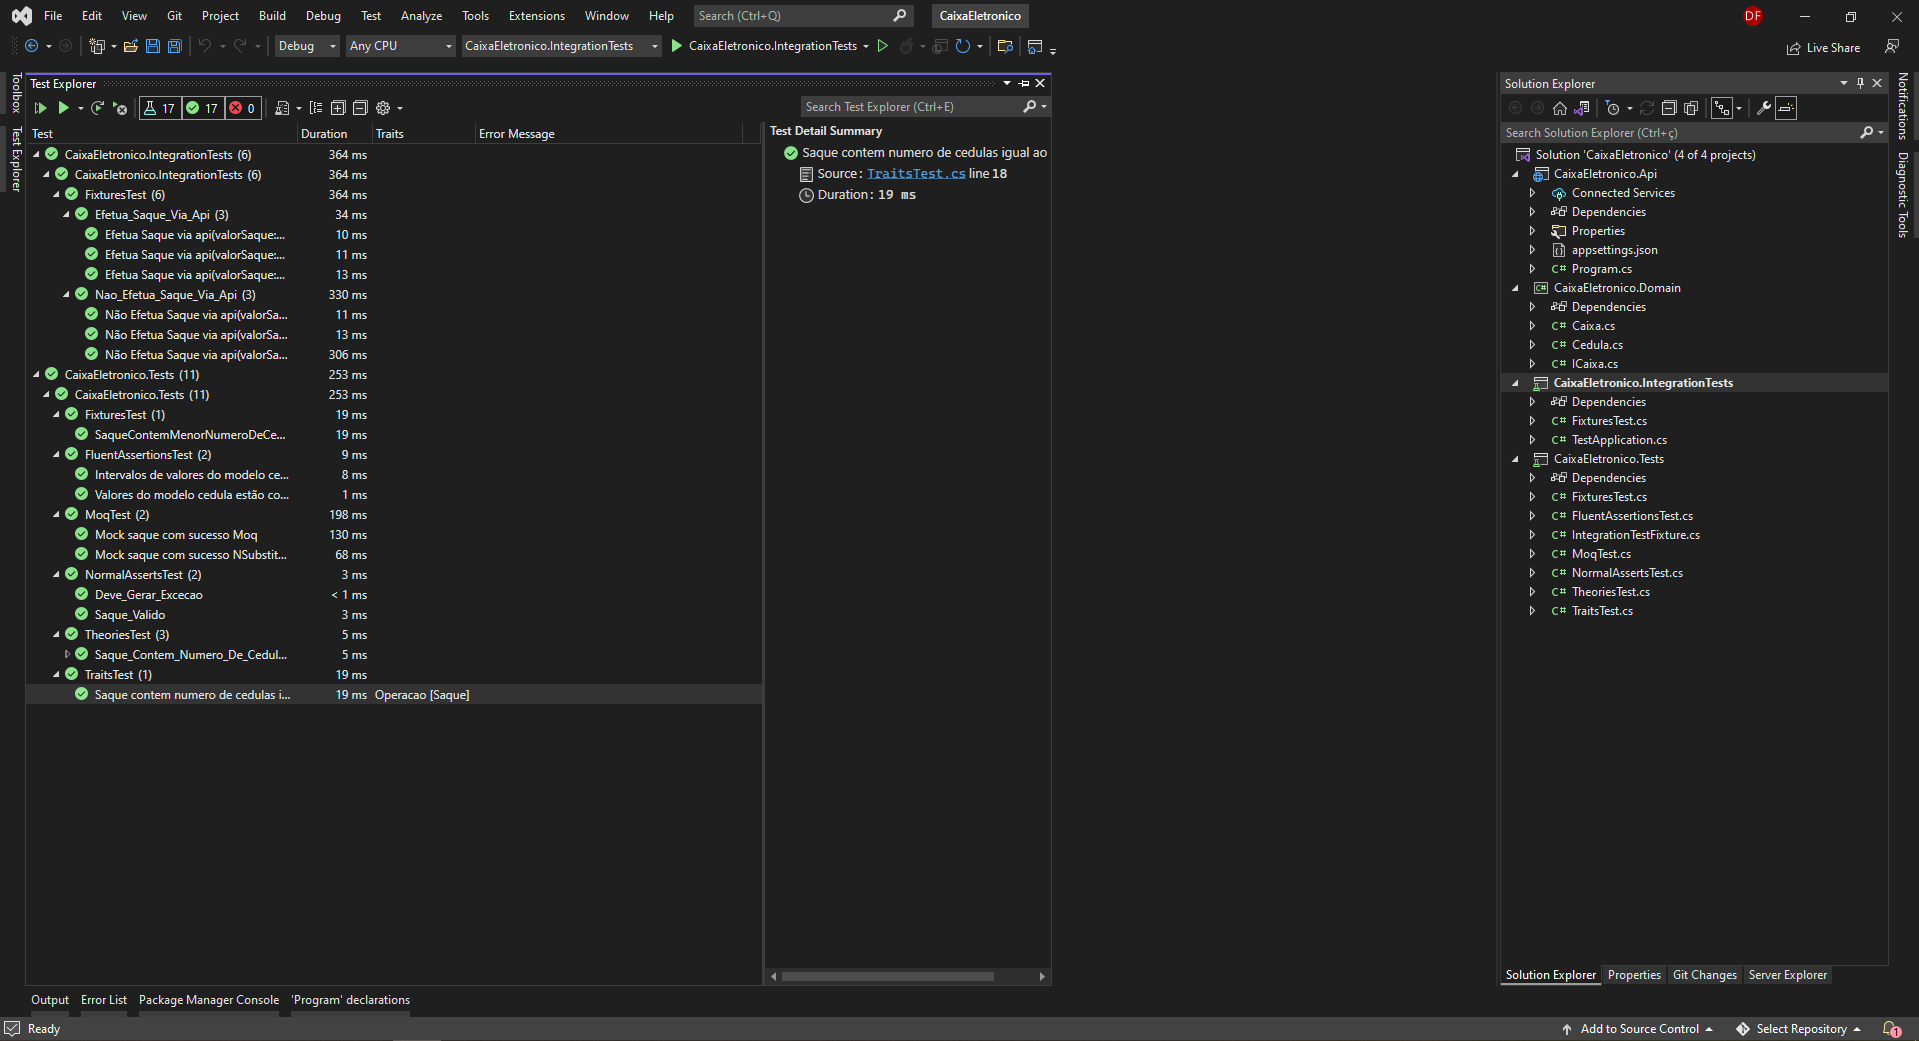 File Edit View Git Project Build Debug Test Analyze Tools Extensions Window Help Search (Ctrl+Q) CaixaEletronico DF
Debug Any CPU CaixaEletronico.IntegrationTests CaixaEletronico.IntegrationTests Live Share
Toolbox
Test Explorer
Test Explorer
17 17 0 Search Test Explorer (Ctrl+E)
Test Duration Traits Error Message
CaixaEletronico.IntegrationTests (6) 364 ms
CaixaEletronico.IntegrationTests (6) 364 ms
FixturesTest (6) 364 ms
Efetua_Saque_Via_Api (3) 34 ms
Efetua Saque via api(valorSaque:... 10 ms
Efetua Saque via api(valorSaque:... 11 ms
Efetua Saque via api(valorSaque:... 13 ms
Nao_Efetua_Saque_Via_Api (3) 330 ms
Não Efetua Saque via api(valorSa... 11 ms
Não Efetua Saque via api(valorSa... 13 ms
Não Efetua Saque via api(valorSa... 306 ms
CaixaEletronico.Tests (11) 253 ms
CaixaEletronico.Tests (11) 253 ms
FixturesTest (1) 19 ms
SaqueContemMenorNumeroDeCe... 19 ms
FluentAssertionsTest (2) 9 ms
Intervalos de valores do modelo ce... 8 ms
Valores do modelo cedula estão co... 1 ms
MoqTest (2) 198 ms
Mock saque com sucesso Moq 130 ms
Mock saque com sucesso NSubstit... 68 ms
NormalAssertsTest (2) 3 ms
Deve_Gerar_Excecao < 1 ms
Saque_Valido 3 ms
TheoriesTest (3) 5 ms
Saque_Contem_Numero_De_Cedul... 5 ms
TraitsTest (1) 19 ms
Saque contem numero de cedulas i... 19 ms Operacao [Saque]
Test Detail Summary
Saque contem numero de cedulas igual ao
Source: TraitsTest.cs line 18
Duration: 19 ms
Solution Explorer
Search Solution Explorer (Ctrl+ç)
Solution 'CaixaEletronico' (4 of 4 projects)
CaixaEletronico.Api
Connected Services
Dependencies
Properties
appsettings.json
C# Program.cs
C# CaixaEletronico.Domain
Dependencies
C# Caixa.cs
C# Cedula.cs
C# ICaixa.cs
CaixaEletronico.IntegrationTests
Dependencies
C# FixturesTest.cs
C# TestApplication.cs
CaixaEletronico.Tests
Dependencies
C# FixturesTest.cs
C# FluentAssertionsTest.cs
C# IntegrationTestFixture.cs
C# MoqTest.cs
C# NormalAssertsTest.cs
C# TheoriesTest.cs
C# TraitsTest.cs
Solution Explorer Properties Git Changes Server Explorer
Notifications
Diagnostic Tools
Output Error List Package Manager Console 'Program' declarations
Ready Add to Source Control Select Repository 1